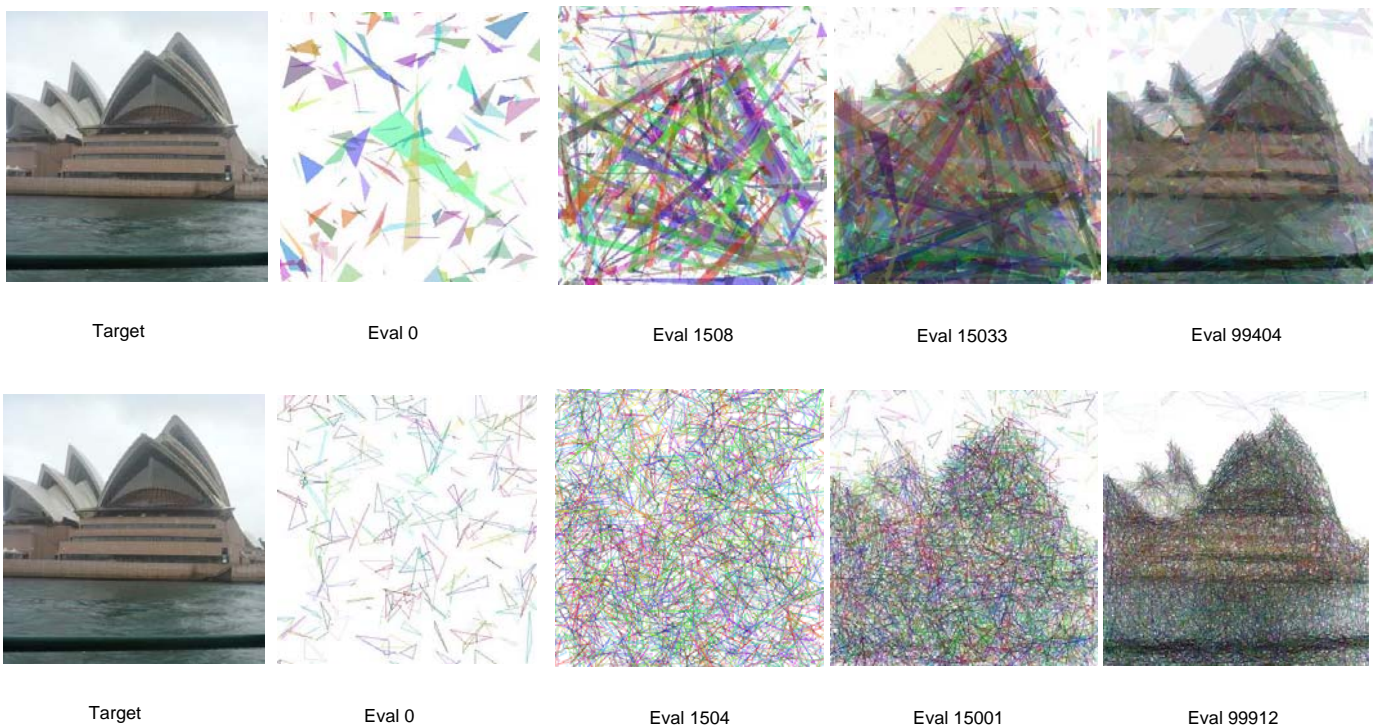 Target
Eval 0
Eval 1508
Eval 15033
Eval 99404
Target
Eval 0
Eval 1504
Eval 15001
Eval 99912